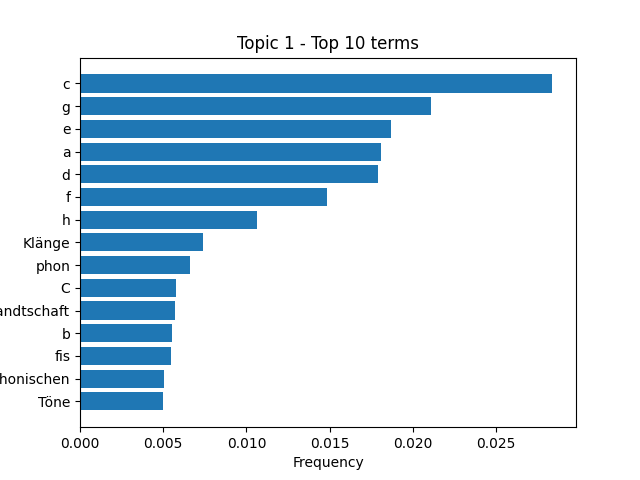 Topic 1 - Top 10 terms
c
g
e
a
d
f
h
Klänge
phon
C
andtschaft
b
fis
honischen
Töne
0.000 0.005 0.010 0.015 0.020 0.025
Frequency